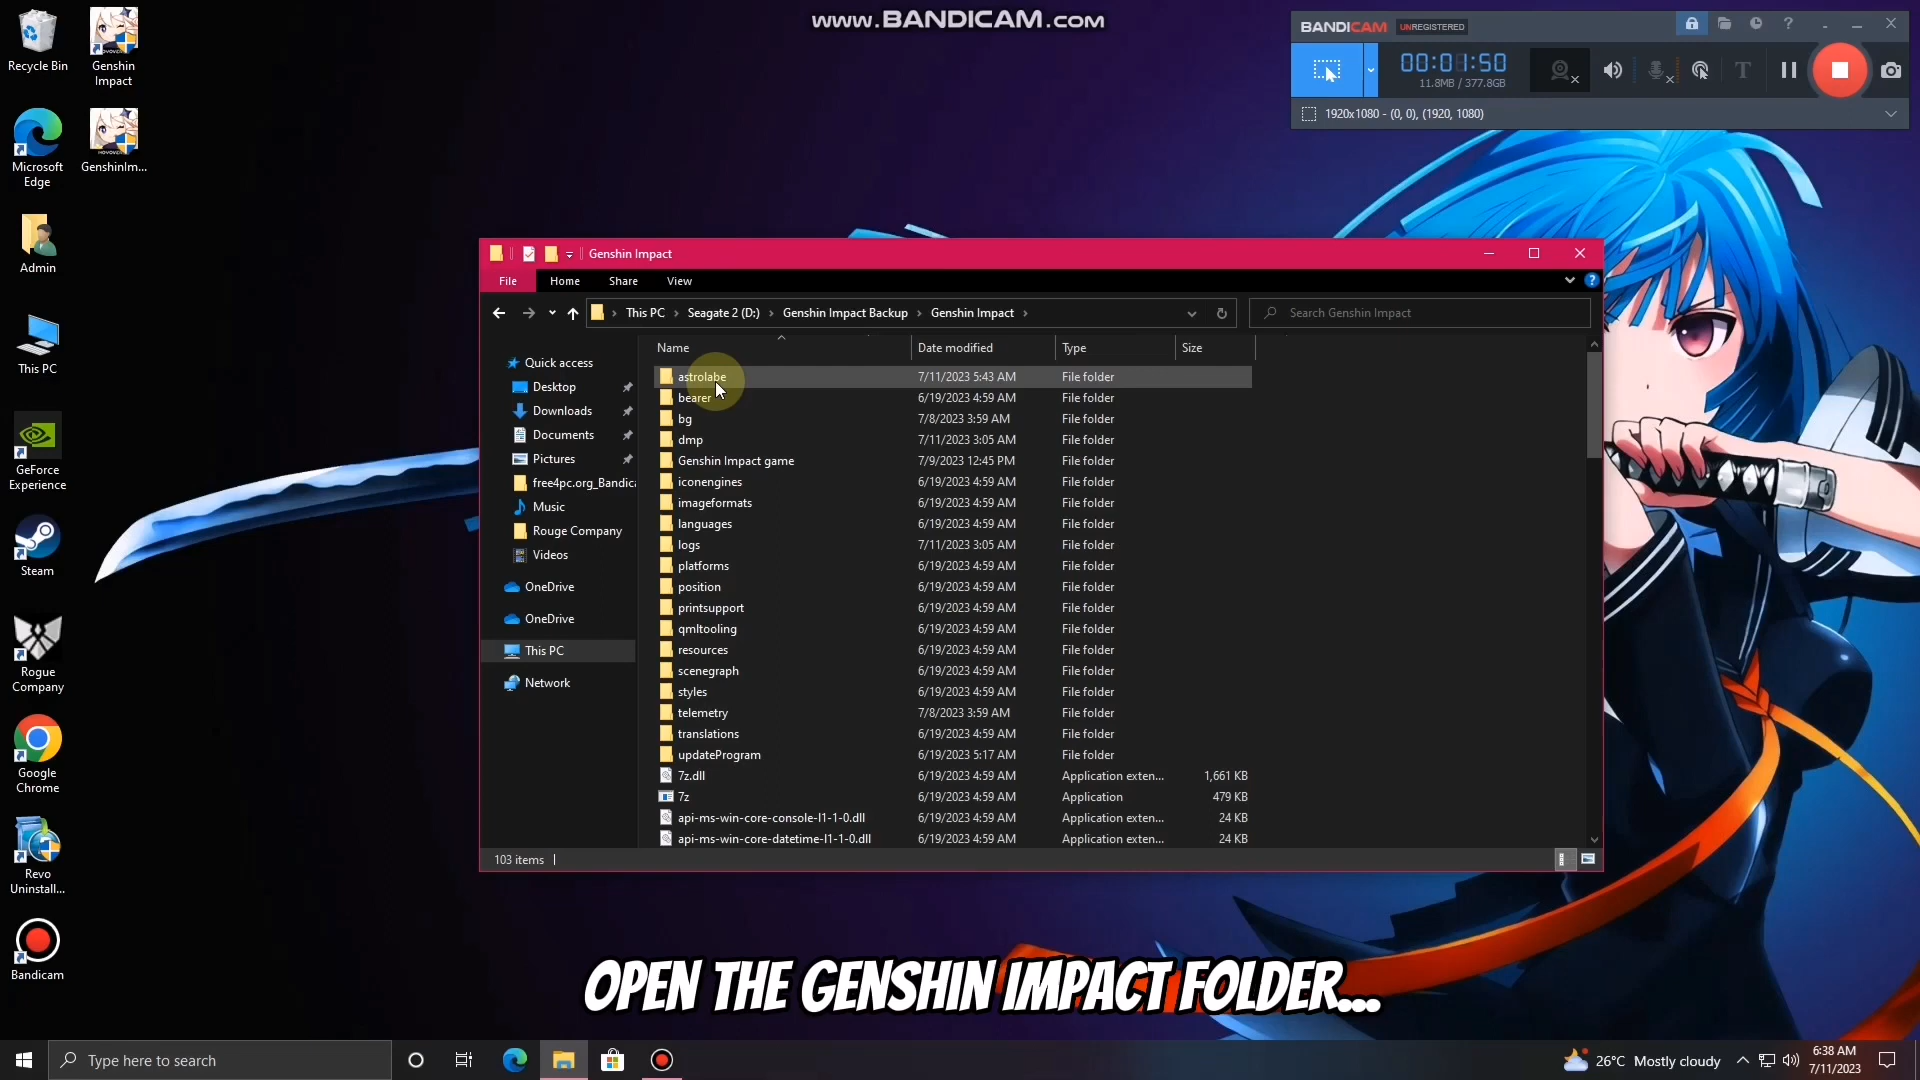 www.BANDICAM.com
BANDICAM UNREGISTERED
00:01:50
11.8MB / 377.8GB
1920x1080 - (0, 0), (1920, 1080)
Recycle Bin
Genshin Impact
Microsoft Edge
GenshinIm...
Admin
This PC
GeForce Experience
Steam
Rogue Company
Google Chrome
Revo Uninstall...
Bandicam
Genshin Impact
File Home Share View
This PC > Seagate 2 (D:) > Genshin Impact Backup > Genshin Impact >
Search Genshin Impact
Quick access
Desktop
Downloads
Documents
Pictures
free4pc.org_Bandica
Music
Rouge Company
Videos
OneDrive
OneDrive
This PC
Network
Name Date modified Type Size
astrolabe 7/11/2023 5:43 AM File folder
bearer 6/19/2023 4:59 AM File folder
bg 7/8/2023 3:59 AM File folder
dmp 7/11/2023 3:05 AM File folder
Genshin Impact game 7/9/2023 12:45 PM File folder
iconengines 6/19/2023 4:59 AM File folder
imageformats 6/19/2023 4:59 AM File folder
languages 6/19/2023 4:59 AM File folder
logs 7/11/2023 3:05 AM File folder
platforms 6/19/2023 4:59 AM File folder
position 6/19/2023 4:59 AM File folder
printsupport 6/19/2023 4:59 AM File folder
qmltooling 6/19/2023 4:59 AM File folder
resources 6/19/2023 4:59 AM File folder
scenegraph 6/19/2023 4:59 AM File folder
styles 6/19/2023 4:59 AM File folder
telemetry 7/8/2023 3:59 AM File folder
translations 6/19/2023 4:59 AM File folder
updateProgram 6/19/2023 5:17 AM File folder
7z.dll 6/19/2023 4:59 AM Application exten... 1,661 KB
7z 6/19/2023 4:59 AM Application 479 KB
api-ms-win-core-console-l1-1-0.dll 6/19/2023 4:59 AM Application exten... 24 KB
api-ms-win-core-datetime-l1-1-0.dll 6/19/2023 4:59 AM Application exten... 24 KB
103 items
OPEN THE GENSHIN IMPACT FOLDER...
Type here to search
26°C Mostly cloudy
6:38 AM
7/11/2023